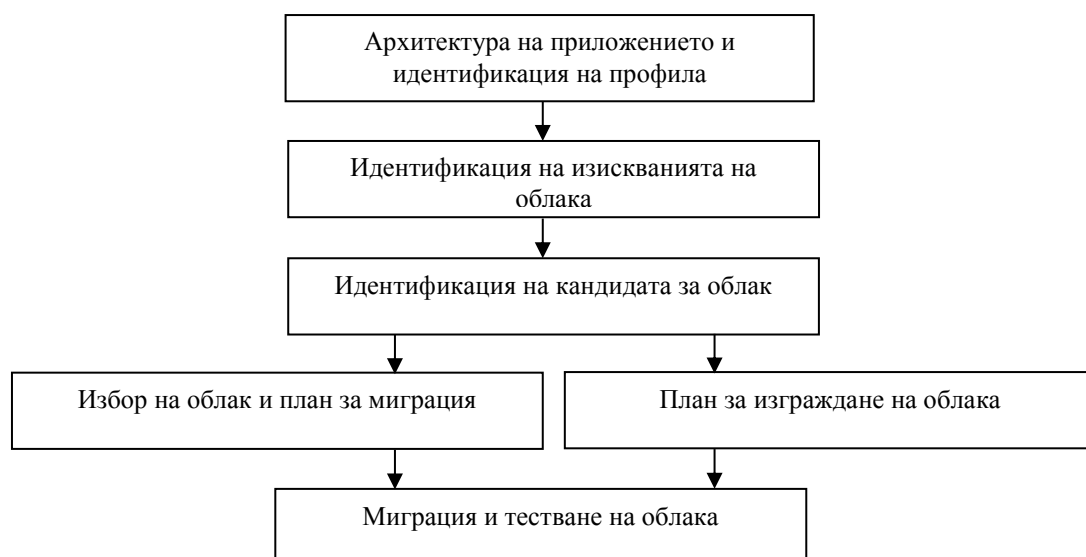 Архитектура на приложението и
идентификация на профила
Идентификация на изискванията на
облака
Идентификация на кандидата за облак
Избор на облак и план за миграция
План за изграждане на облака
Миграция и тестване на облака